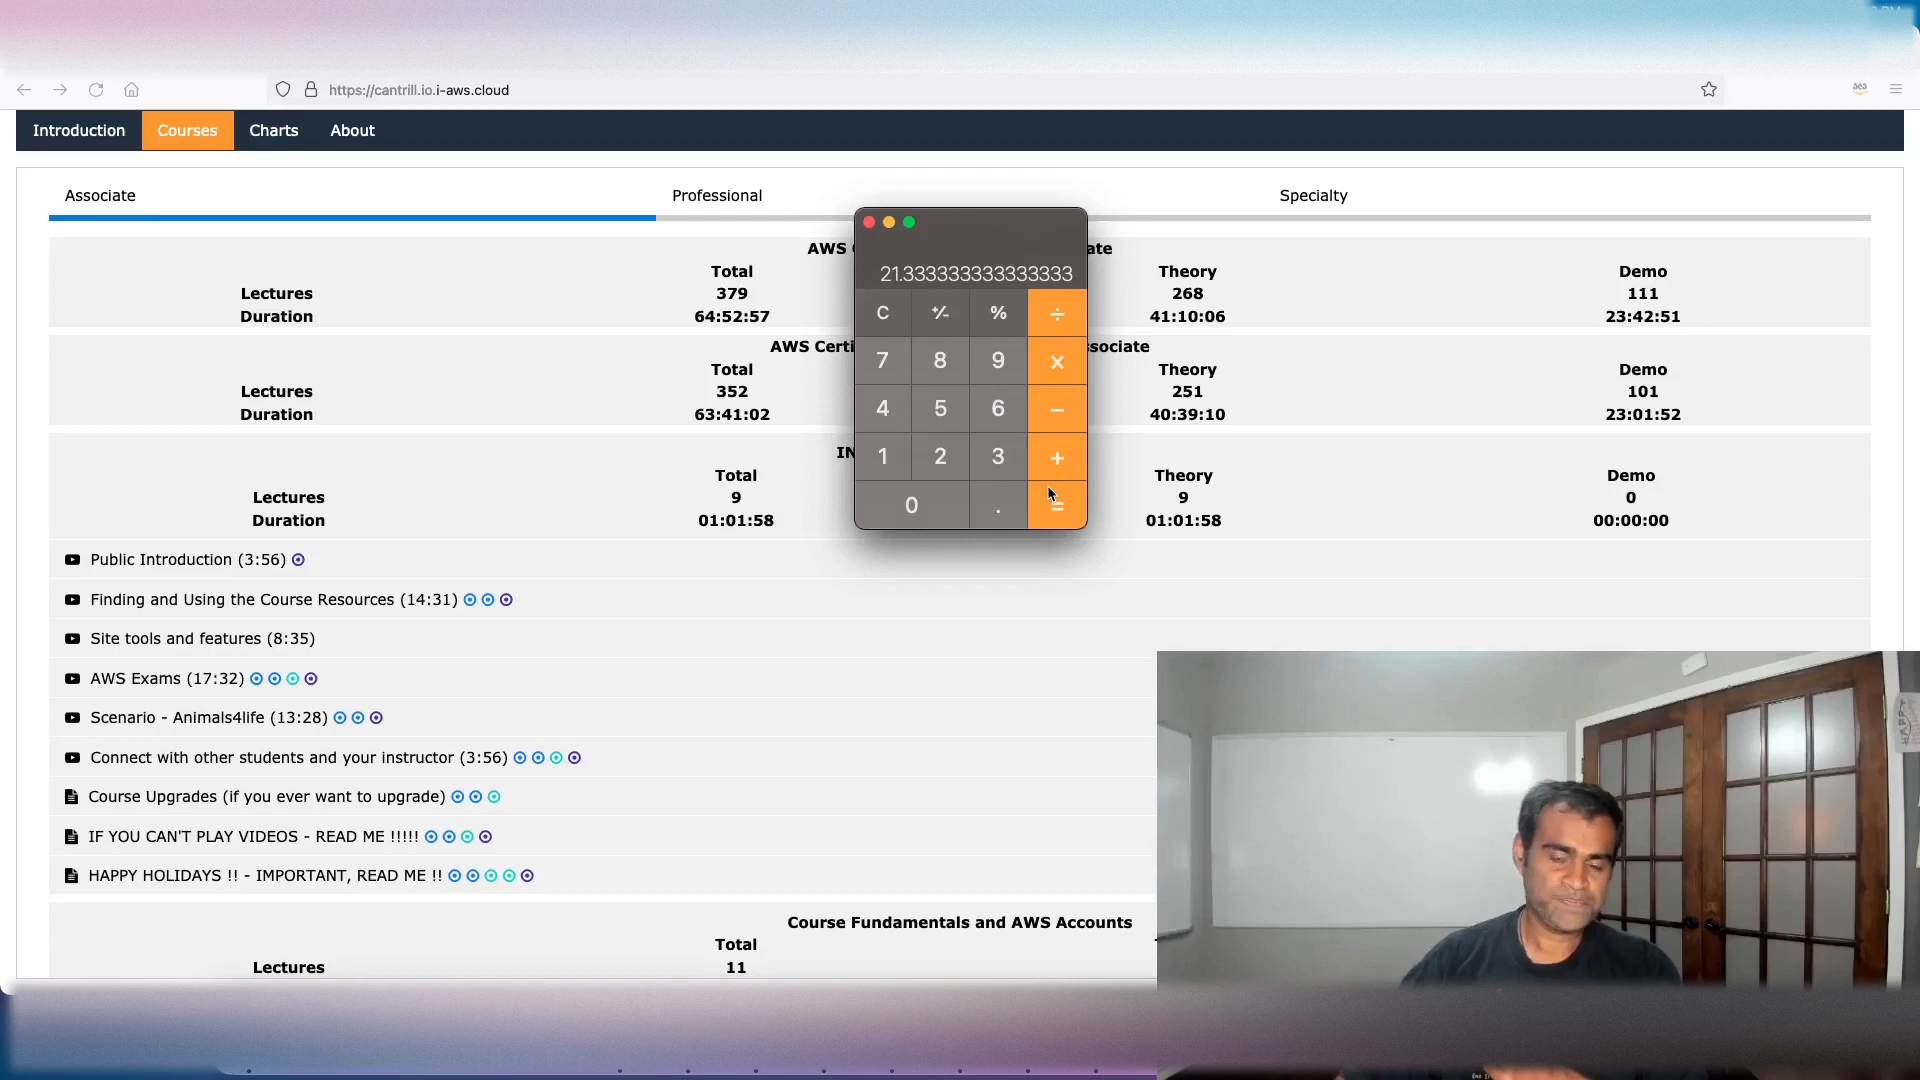 https://cantrill.io.i-aws.cloud
Introduction Courses Charts About
Associate Professional Specialty
AWS ate
Total Theory Demo
Lectures 379 268 111
Duration 64:52:57 41:10:06 23:42:51
AWS Certi ssociate
Total Theory Demo
Lectures 352 251 101
Duration 63:41:02 40:39:10 23:01:52
IN
Total Theory Demo
Lectures 9 9 0
Duration 01:01:58 01:01:58 00:00:00
21.333333333333333
C ⁺∕₋ % ÷
7 8 9 ×
4 5 6 −
1 2 3 +
0 . =
Public Introduction (3:56)
Finding and Using the Course Resources (14:31)
Site tools and features (8:35)
AWS Exams (17:32)
Scenario - Animals4life (13:28)
Connect with other students and your instructor (3:56)
Course Upgrades (if you ever want to upgrade)
IF YOU CAN'T PLAY VIDEOS - READ ME !!!!!
HAPPY HOLIDAYS !! - IMPORTANT, READ ME !!
Course Fundamentals and AWS Accounts
Total
Lectures 11